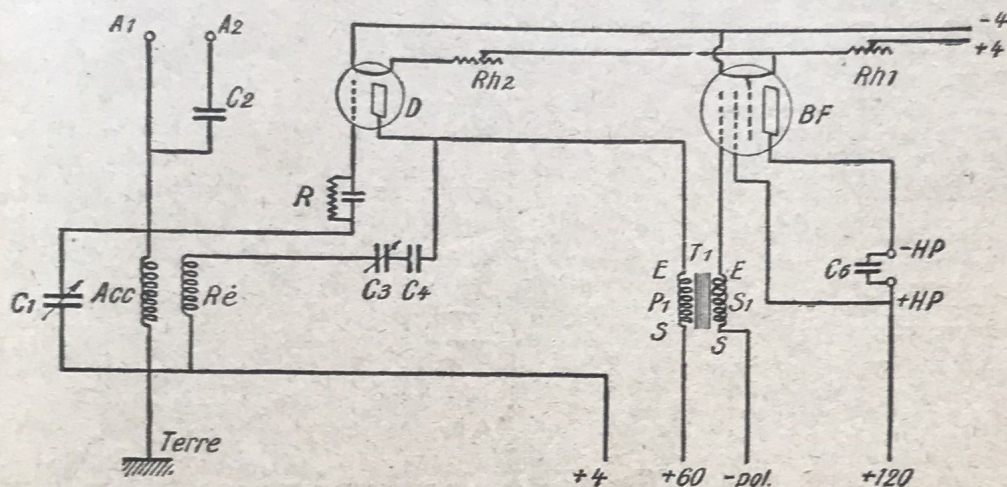 A1 A2
-4
+4
C2
Rh2
Rh1
D
BF
R
-HP
T1
C6
E E
C3 C4
C1
Acc
Ré
P1 S1
+HP
S S
Terre
+4 +60 -pol. +120